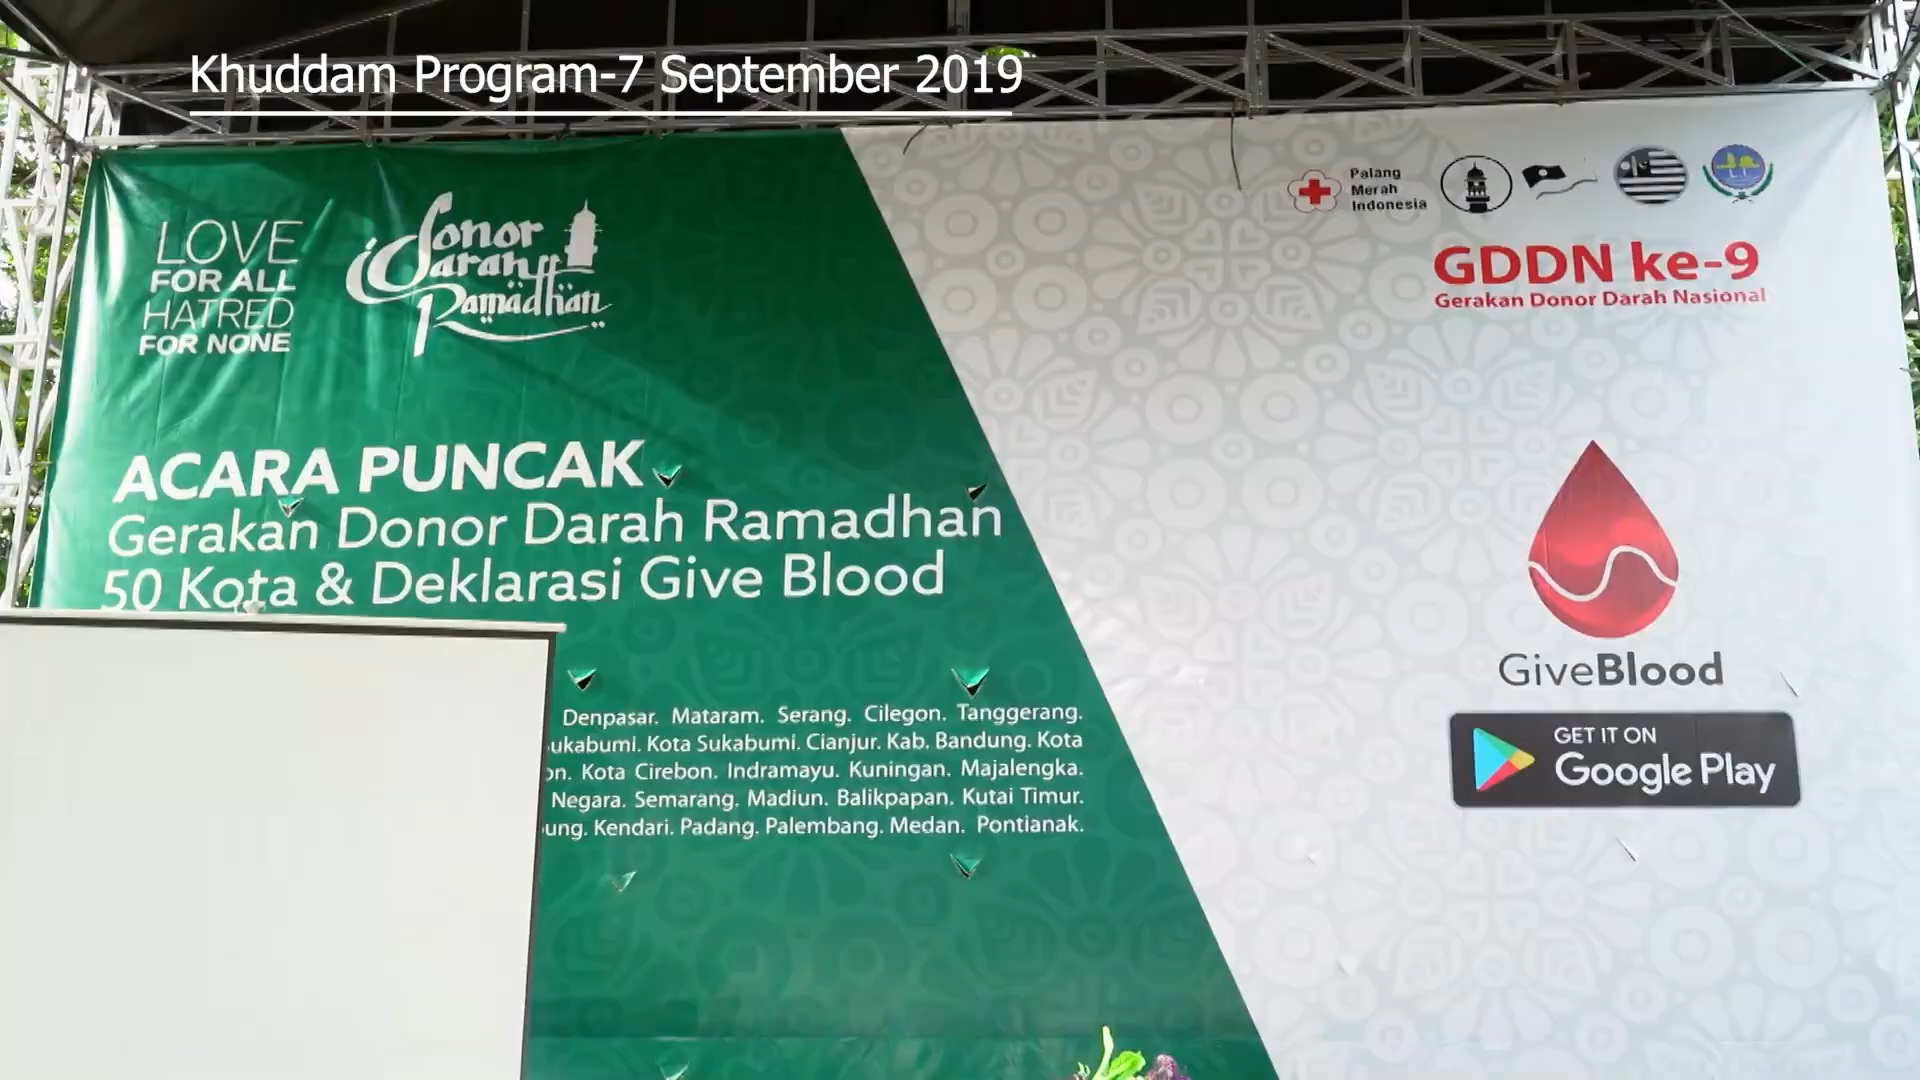 Khuddam Program-7 September 2019
LOVE
FOR ALL
HATRED
FOR NONE
Donor
Darah
Ramadhan
Palang
Merah
Indonesia
GDDN ke-9
Gerakan Donor Darah Nasional
ACARA PUNCAK
Gerakan Donor Darah Ramadhan
50 Kota & Deklarasi Give Blood
Denpasar. Mataram. Serang. Cilegon. Tanggerang.
Kota Sukabumi. Cianjur. Kab. Bandung. Kota
Kota Cirebon. Indramayu. Kuningan. Majalengka.
Negara. Semarang. Madiun. Balikpapan. Kutai Timur.
Kendari. Padang. Palembang. Medan. Pontianak.
GiveBlood
GET IT ON
Google Play